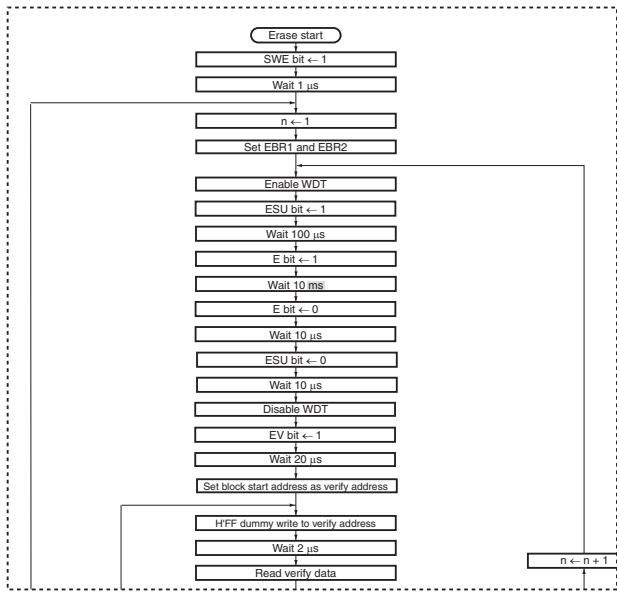 Erase start
SWE bit ← 1
Wait 1 μs
n ← 1
Set EBR1 and EBR2
Enable WDT
ESU bit ← 1
Wait 100 μs
E bit ← 1
Wait 10 ms
E bit ← 0
Wait 10 μs
ESU bit ← 0
Wait 10 μs
Disable WDT
EV bit ← 1
Wait 20 μs
Set block start address as verify address
H'FF dummy write to verify address
Wait 2 μs
n ← n + 1
Read verify data